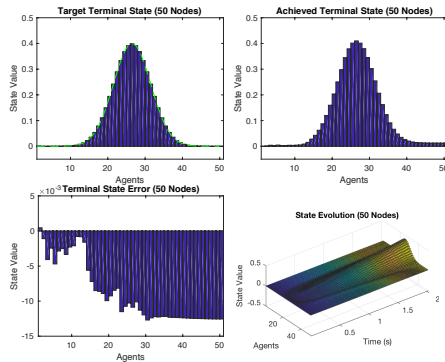 Target Terminal State (50 Nodes)
0.5
0.4
0.3
0.2
0.1
0
State Value
10 20 30 40 50
Agents
Achieved Terminal State (50 Nodes)
0.5
0.4
0.3
0.2
0.1
0
State Value
10 20 30 40 50
Agents
×10⁻³
Terminal State Error (50 Nodes)
5
0
-5
-10
-15
State Value
10 20 30 40 50
Agents
State Evolution (50 Nodes)
0.5
0
-0.5
State Value
20
40
Agents
0.5
1
1.5
2
Time (s)